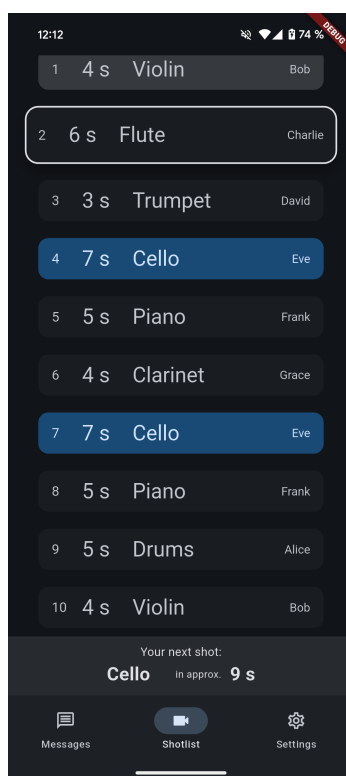 12:12 74 %
DEBUG
1 4 s Violin Bob
2 6 s Flute Charlie
3 3 s Trumpet David
4 7 s Cello Eve
5 5 s Piano Frank
6 4 s Clarinet Grace
7 7 s Cello Eve
8 5 s Piano Frank
9 5 s Drums Alice
10 4 s Violin Bob
Your next shot:
Cello in approx. 9 s
Messages Shotlist Settings